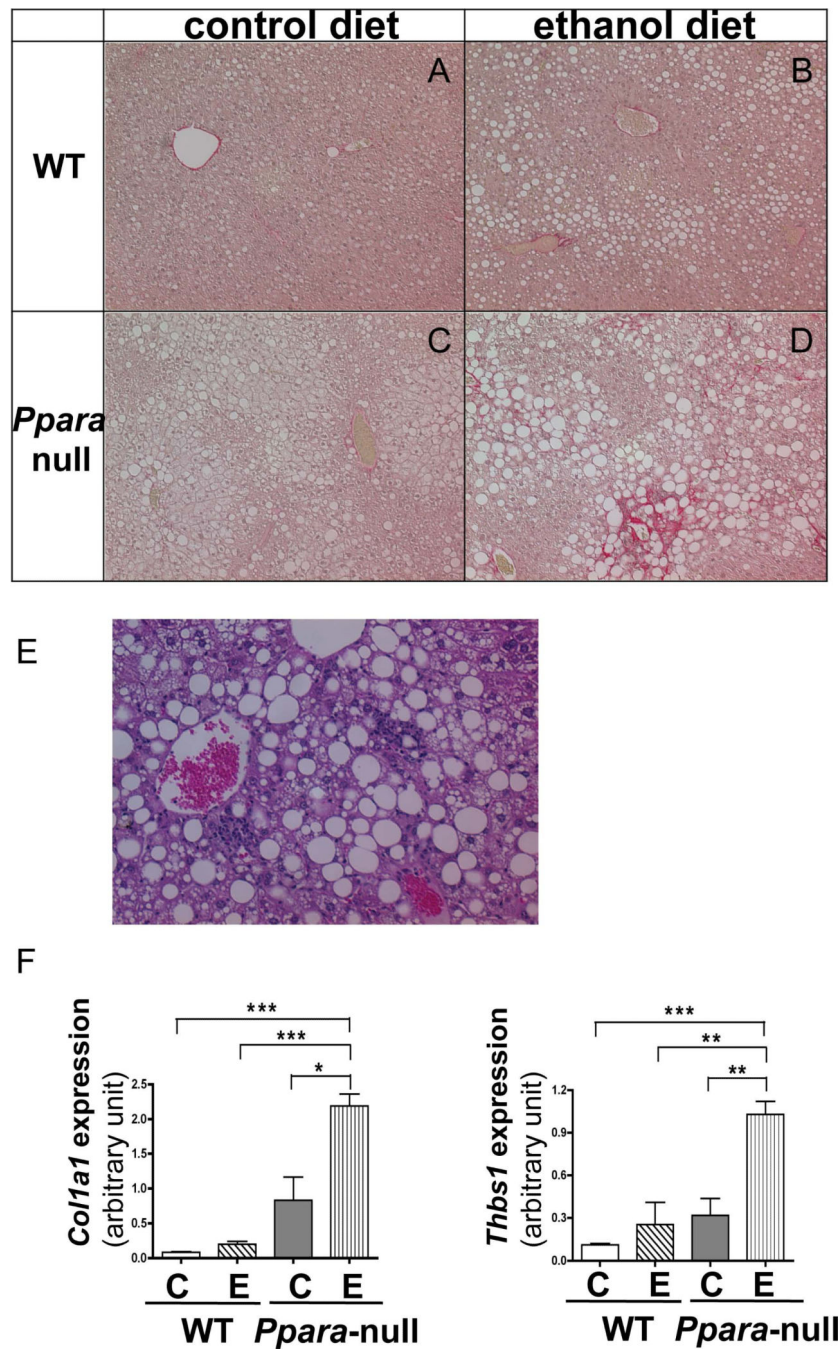 control diet ethanol diet
WT A B
Ppara null C D
E
F
Col1a1 expression
(arbitrary unit)
***
***
*
2.5
2.0
1.5
1.0
0.5
0.0
C E C E
WT Ppara-null
Thbs1 expression
(arbitrary unit)
***
**
**
1.2
0.9
0.6
0.3
0.0
C E C E
WT Ppara-null